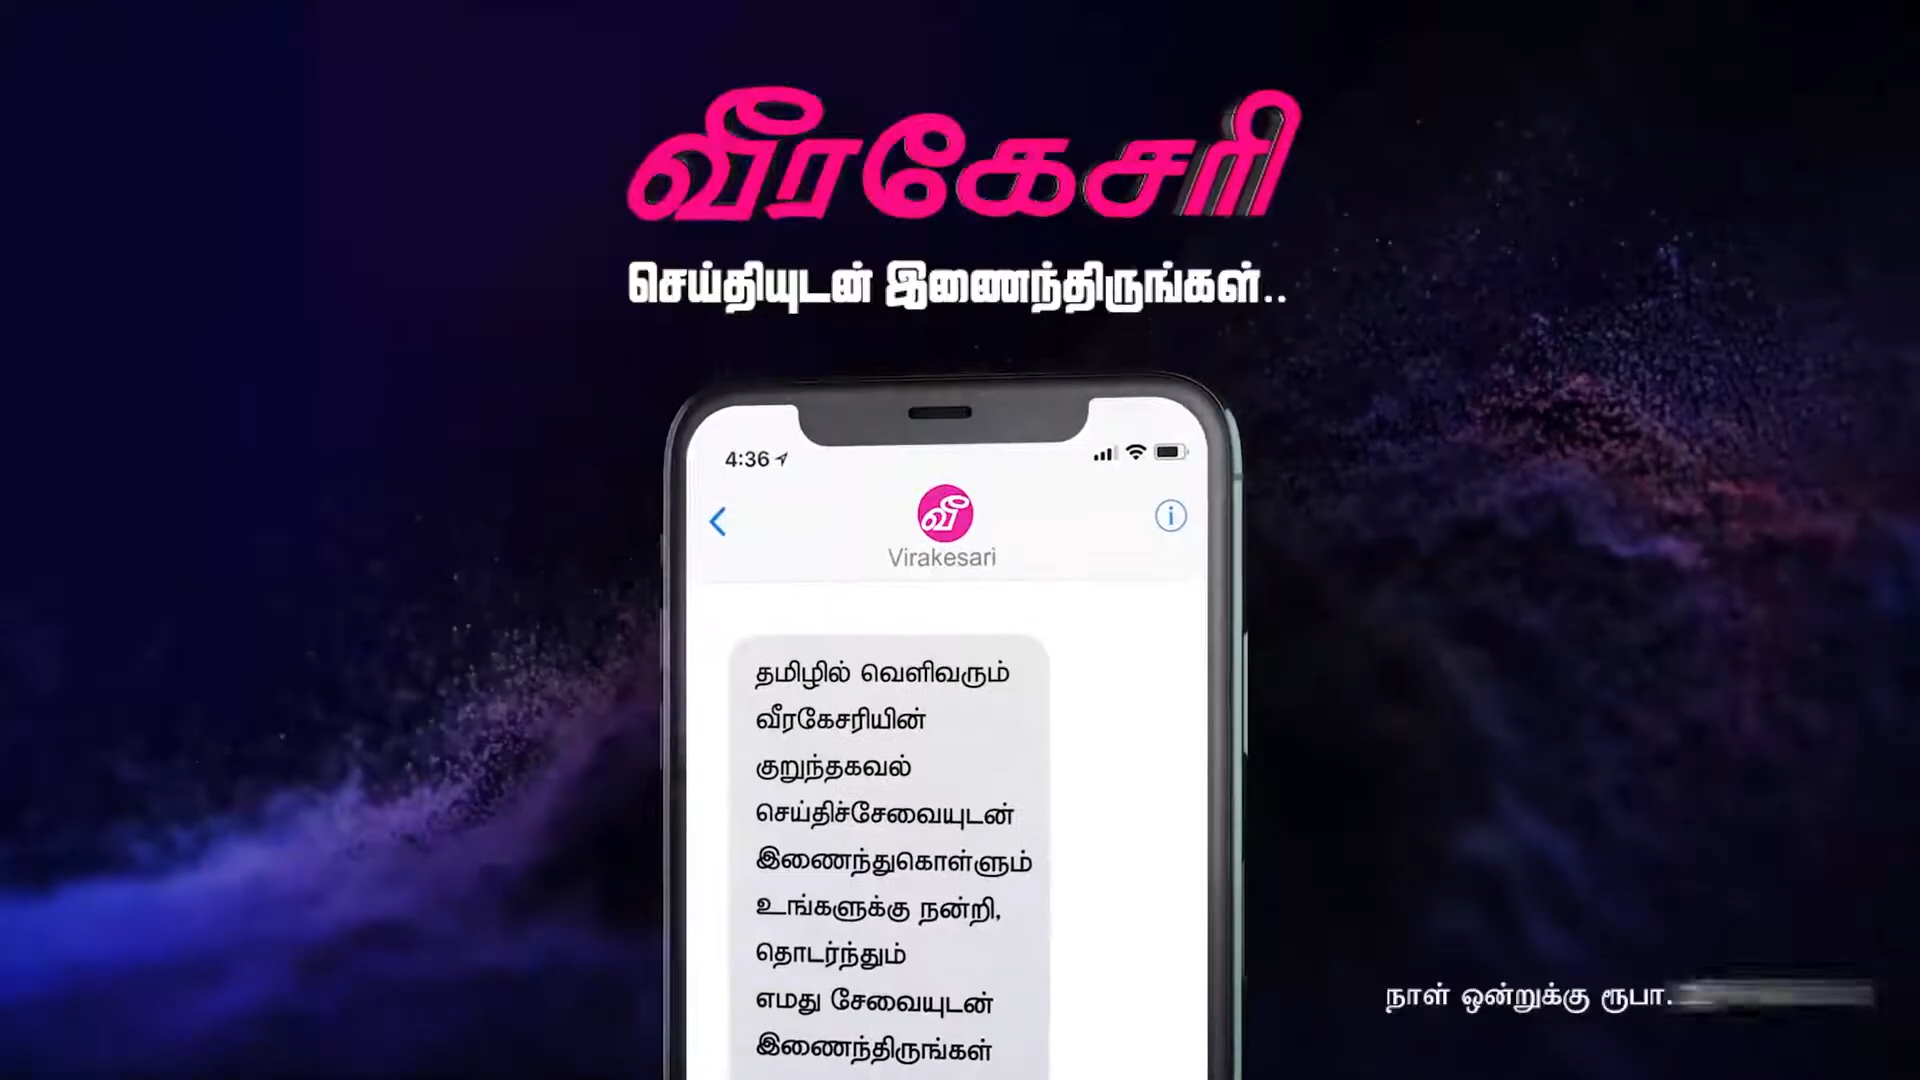 வீரகேசரி
செய்தியுடன் இணைந்திருங்கள்..
4:36
வீ
Virakesari
தமிழில் வெளிவரும்
வீரகேசரியின்
குறுந்தகவல்
செய்திச்சேவையுடன்
இணைந்துகொள்ளும்
உங்களுக்கு நன்றி,
தொடர்ந்தும்
எமது சேவையுடன்
இணைந்திருங்கள்
நாள் ஒன்றுக்கு ரூபா.